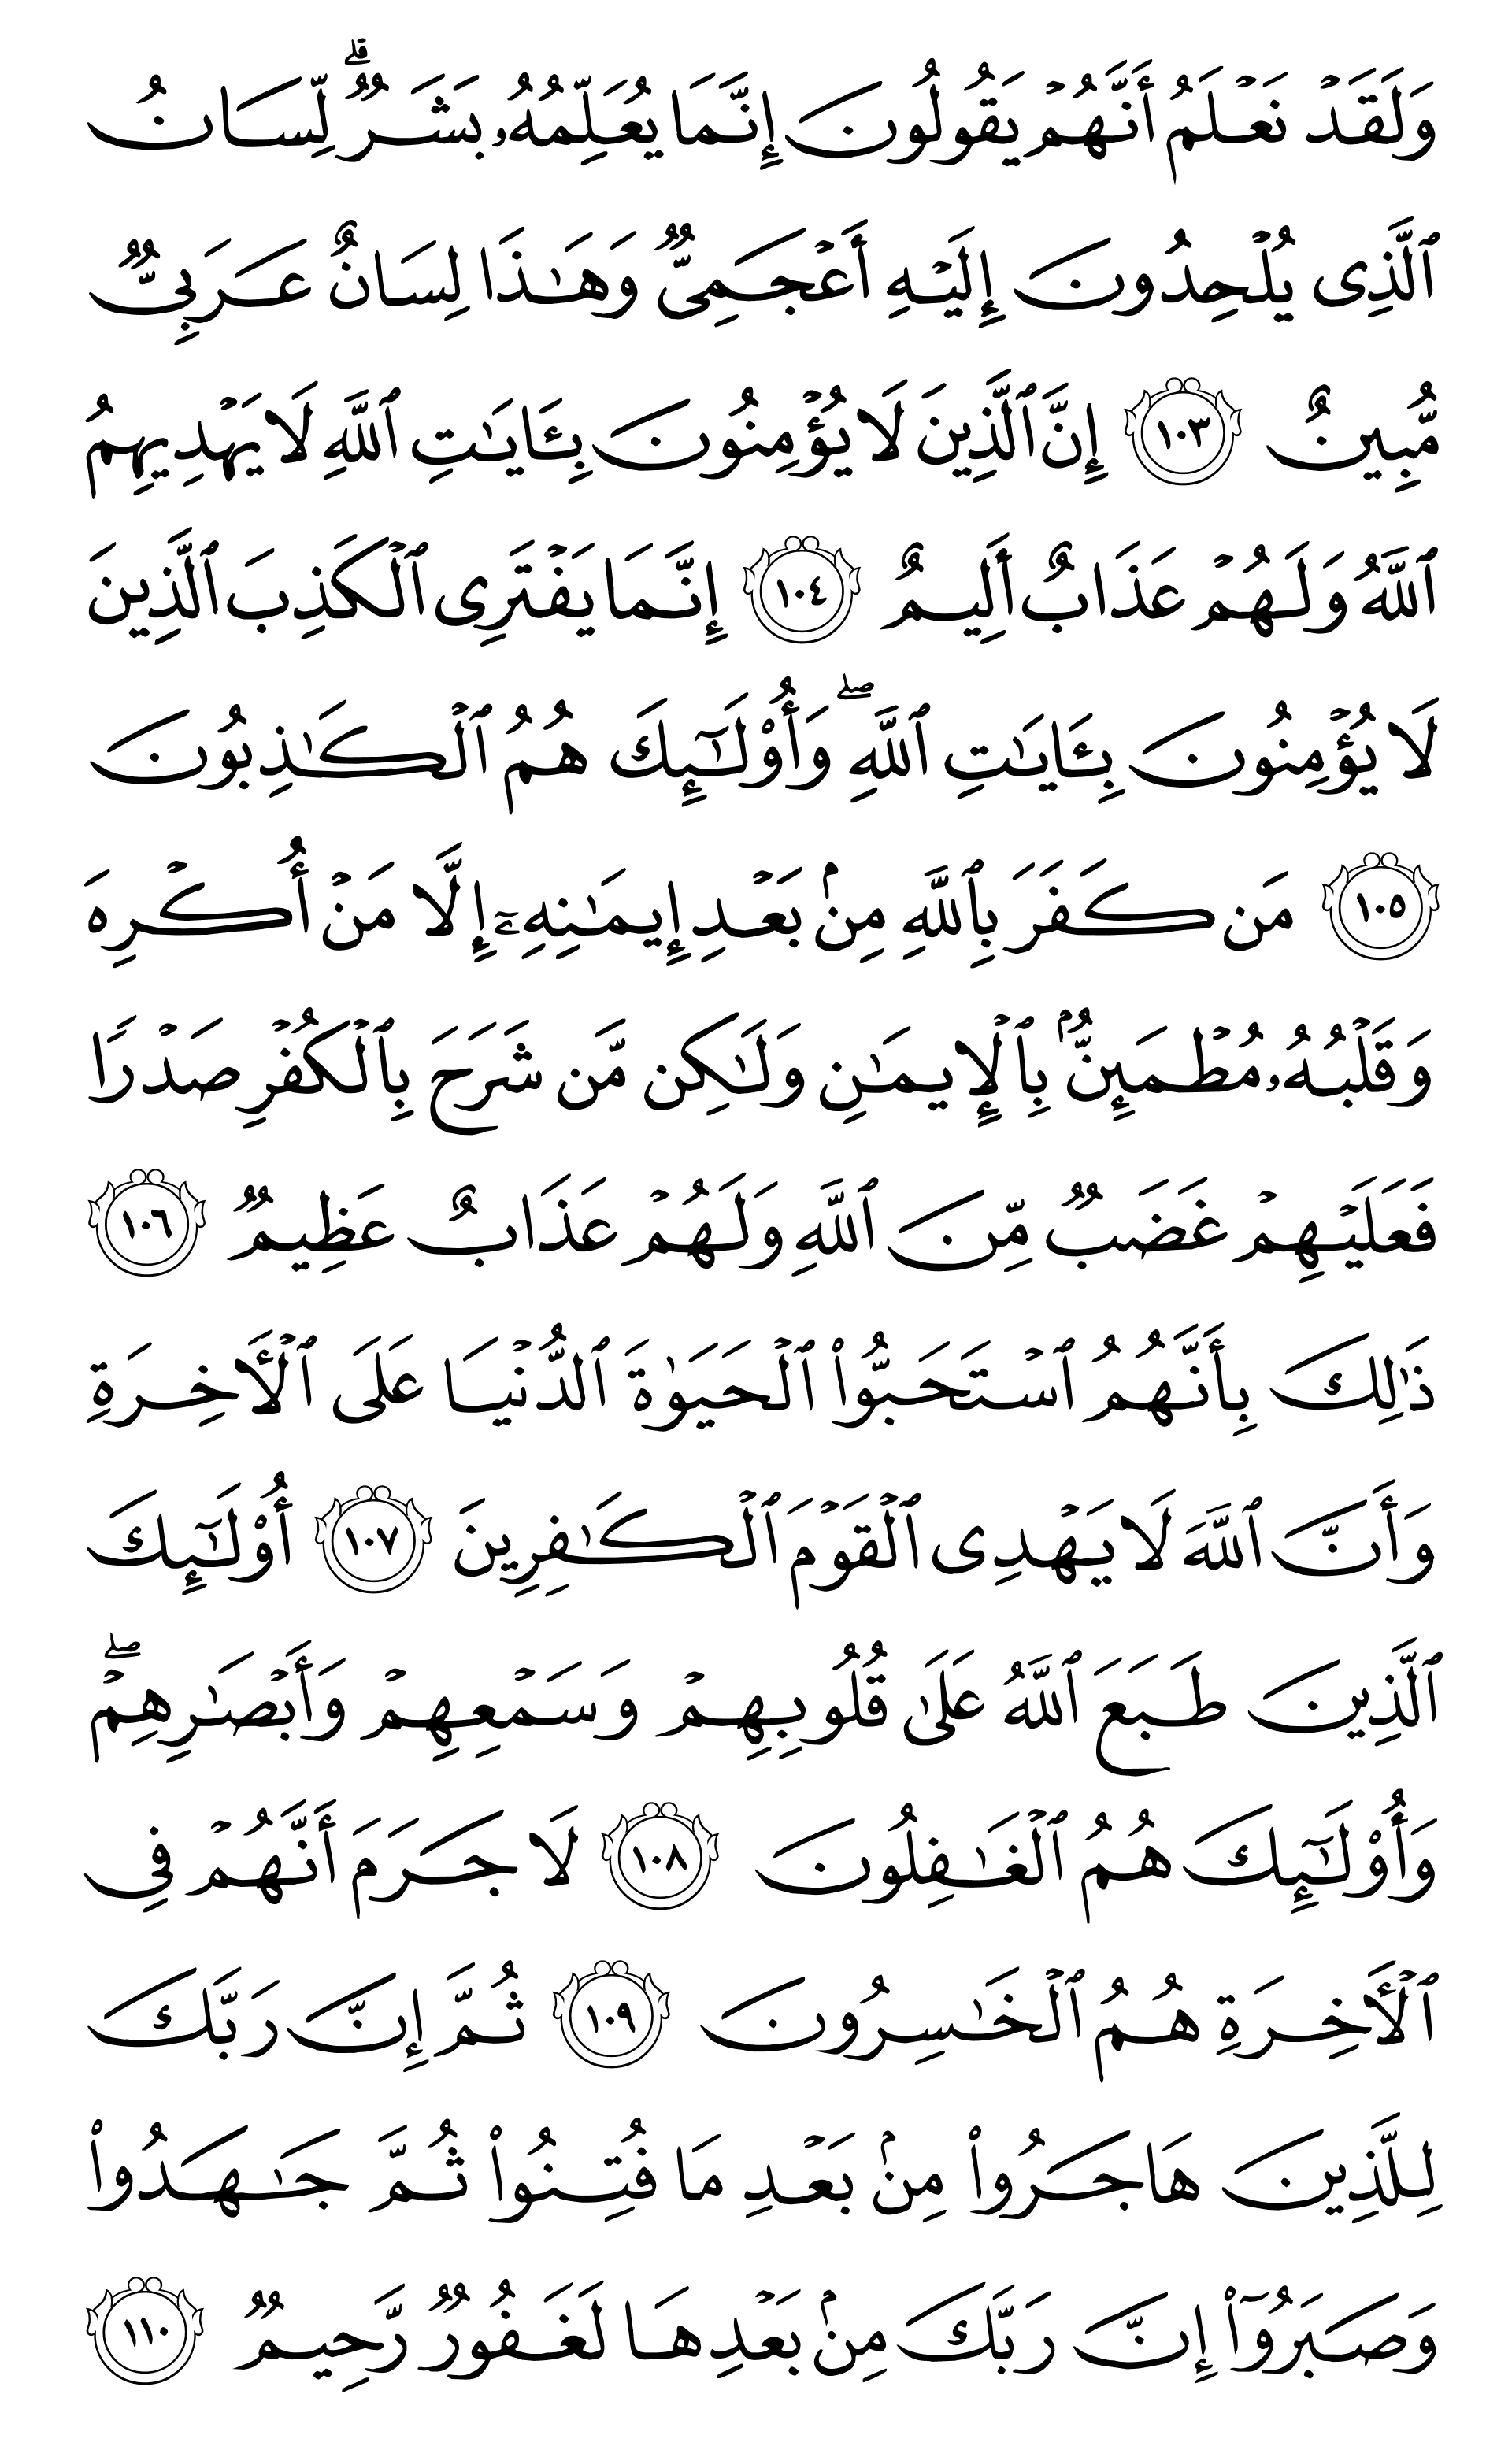 وَلَقَدۡ نَعۡلَمُ أَنَّهُمۡ يَقُولُونَ إِنَّمَا يُعَلِّمُهُۥ بَشَرٞۗ لِّسَانُ
ٱلَّذِي يُلۡحِدُونَ إِلَيۡهِ أَعۡجَمِيّٞ وَهَٰذَا لِسَانٌ عَرَبِيّٞ
مُّبِينٌ ١٠٣ إِنَّ ٱلَّذِينَ لَا يُؤۡمِنُونَ بِـَٔايَٰتِ ٱللَّهِ لَا يَهۡدِيهِمُ
ٱللَّهُ وَلَهُمۡ عَذَابٌ أَلِيمٌ ١٠٤ إِنَّمَا يَفۡتَرِي ٱلۡكَذِبَ ٱلَّذِينَ
لَا يُؤۡمِنُونَ بِـَٔايَٰتِ ٱللَّهِۖ وَأُوْلَٰٓئِكَ هُمُ ٱلۡكَٰذِبُونَ
١٠٥ مَن كَفَرَ بِٱللَّهِ مِنۢ بَعۡدِ إِيمَٰنِهِۦٓ إِلَّا مَنۡ أُكۡرِهَ
وَقَلۡبُهُۥ مُطۡمَئِنُّۢ بِٱلۡإِيمَٰنِ وَلَٰكِن مَّن شَرَحَ بِٱلۡكُفۡرِ صَدۡرٗا
فَعَلَيۡهِمۡ غَضَبٞ مِّنَ ٱللَّهِ وَلَهُمۡ عَذَابٌ عَظِيمٞ ١٠٦
ذَٰلِكَ بِأَنَّهُمُ ٱسۡتَحَبُّواْ ٱلۡحَيَوٰةَ ٱلدُّنۡيَا عَلَى ٱلۡأٓخِرَةِ
وَأَنَّ ٱللَّهَ لَا يَهۡدِي ٱلۡقَوۡمَ ٱلۡكَٰفِرِينَ ١٠٧ أُوْلَٰٓئِكَ
ٱلَّذِينَ طَبَعَ ٱللَّهُ عَلَىٰ قُلُوبِهِمۡ وَسَمۡعِهِمۡ وَأَبۡصَٰرِهِمۡۖ
وَأُوْلَٰٓئِكَ هُمُ ٱلۡغَٰفِلُونَ ١٠٨ لَا جَرَمَ أَنَّهُمۡ فِي
ٱلۡأٓخِرَةِ هُمُ ٱلۡخَٰسِرُونَ ١٠٩ ثُمَّ إِنَّ رَبَّكَ
لِلَّذِينَ هَاجَرُواْ مِنۢ بَعۡدِ مَا فُتِنُواْ ثُمَّ جَٰهَدُواْ
وَصَبَرُوٓاْ إِنَّ رَبَّكَ مِنۢ بَعۡدِهَا لَغَفُورٞ رَّحِيمٞ ١١٠